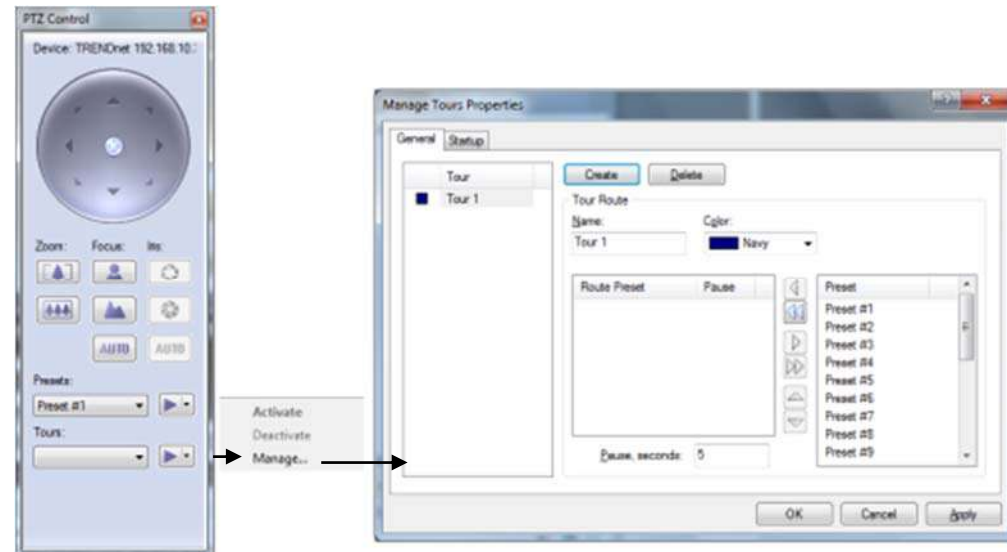 PTZ Control
Device: TRENDnet 192.168.10.
Zoom: Focus: Iris:
AUTO AUTO
Presets:
Preset #1
Tours:
Activate
Deactivate
Manage...
Manage Tours Properties
General Startup
Tour
Tour 1
Create Delete
Tour Route
Name: Color:
Tour 1 Navy
Route Preset Pause
Preset
Preset #1
Preset #2
Preset #3
Preset #4
Preset #5
Preset #6
Preset #7
Preset #8
Preset #9
Pause, seconds: 5
OK Cancel Apply